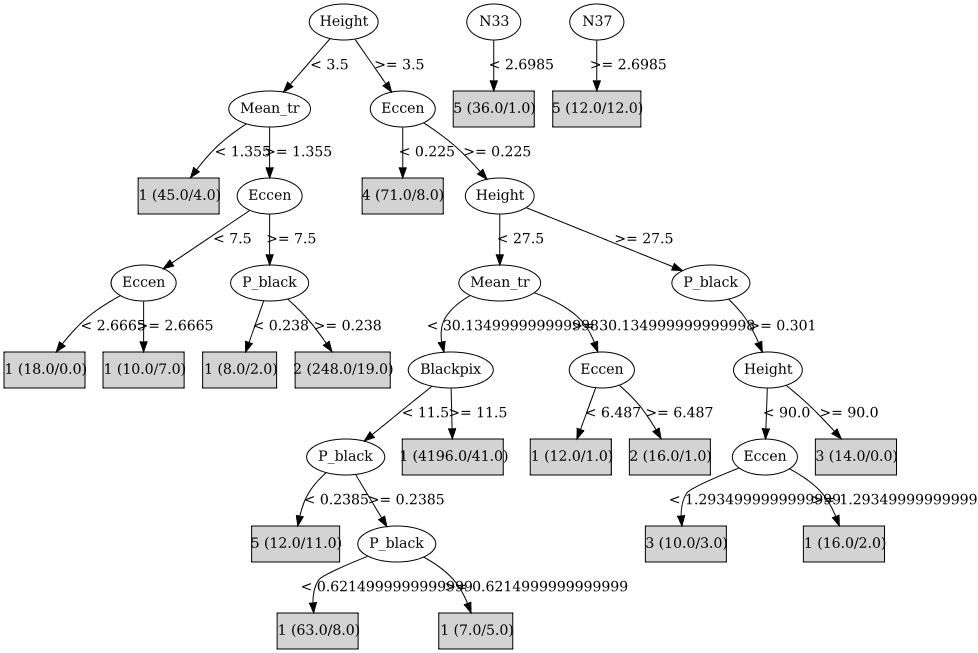 Height
N33
N37
< 3.5
>= 3.5
< 2.6985
>= 2.6985
Mean_tr
Eccen
5 (36.0/1.0)
5 (12.0/12.0)
< 1.355
>= 1.355
< 0.225
>= 0.225
1 (45.0/4.0)
Eccen
4 (71.0/8.0)
Height
< 7.5
>= 7.5
< 27.5
>= 27.5
Eccen
P_black
Mean_tr
P_black
< 2.6665
>= 2.6665
< 0.238
>= 0.238
< 30.134999999999998
>= 30.134999999999998
>= 0.301
1 (18.0/0.0)
1 (10.0/7.0)
1 (8.0/2.0)
2 (248.0/19.0)
Blackpix
Eccen
Height
< 11.5
>= 11.5
< 6.487
>= 6.487
< 90.0
>= 90.0
P_black
1 (4196.0/41.0)
1 (12.0/1.0)
2 (16.0/1.0)
Eccen
3 (14.0/0.0)
< 0.2385
>= 0.2385
< 1.2934999999999999
>= 1.29349999999999
5 (12.0/11.0)
P_black
3 (10.0/3.0)
1 (16.0/2.0)
< 0.6214999999999999
>= 0.6214999999999999
1 (63.0/8.0)
1 (7.0/5.0)